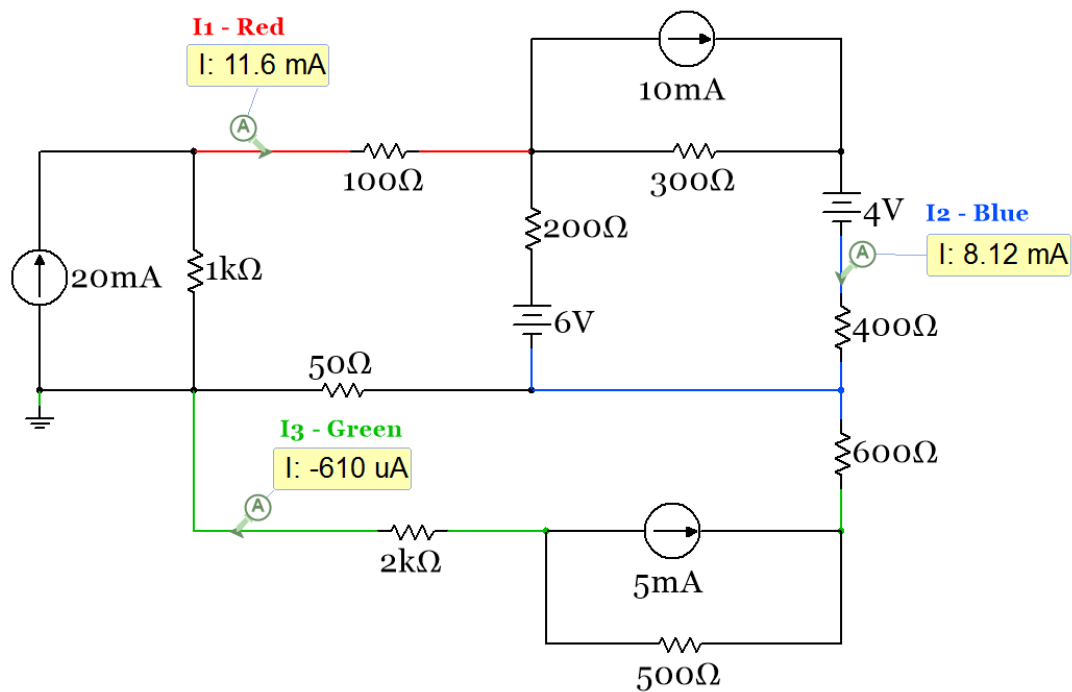 I1 - Red
I: 11.6 mA
A
10mA
100Ω
300Ω
200Ω
4V
I2 - Blue
A
I: 8.12 mA
20mA
1kΩ
6V
400Ω
50Ω
I3 - Green
I: -610 uA
A
600Ω
2kΩ
5mA
500Ω